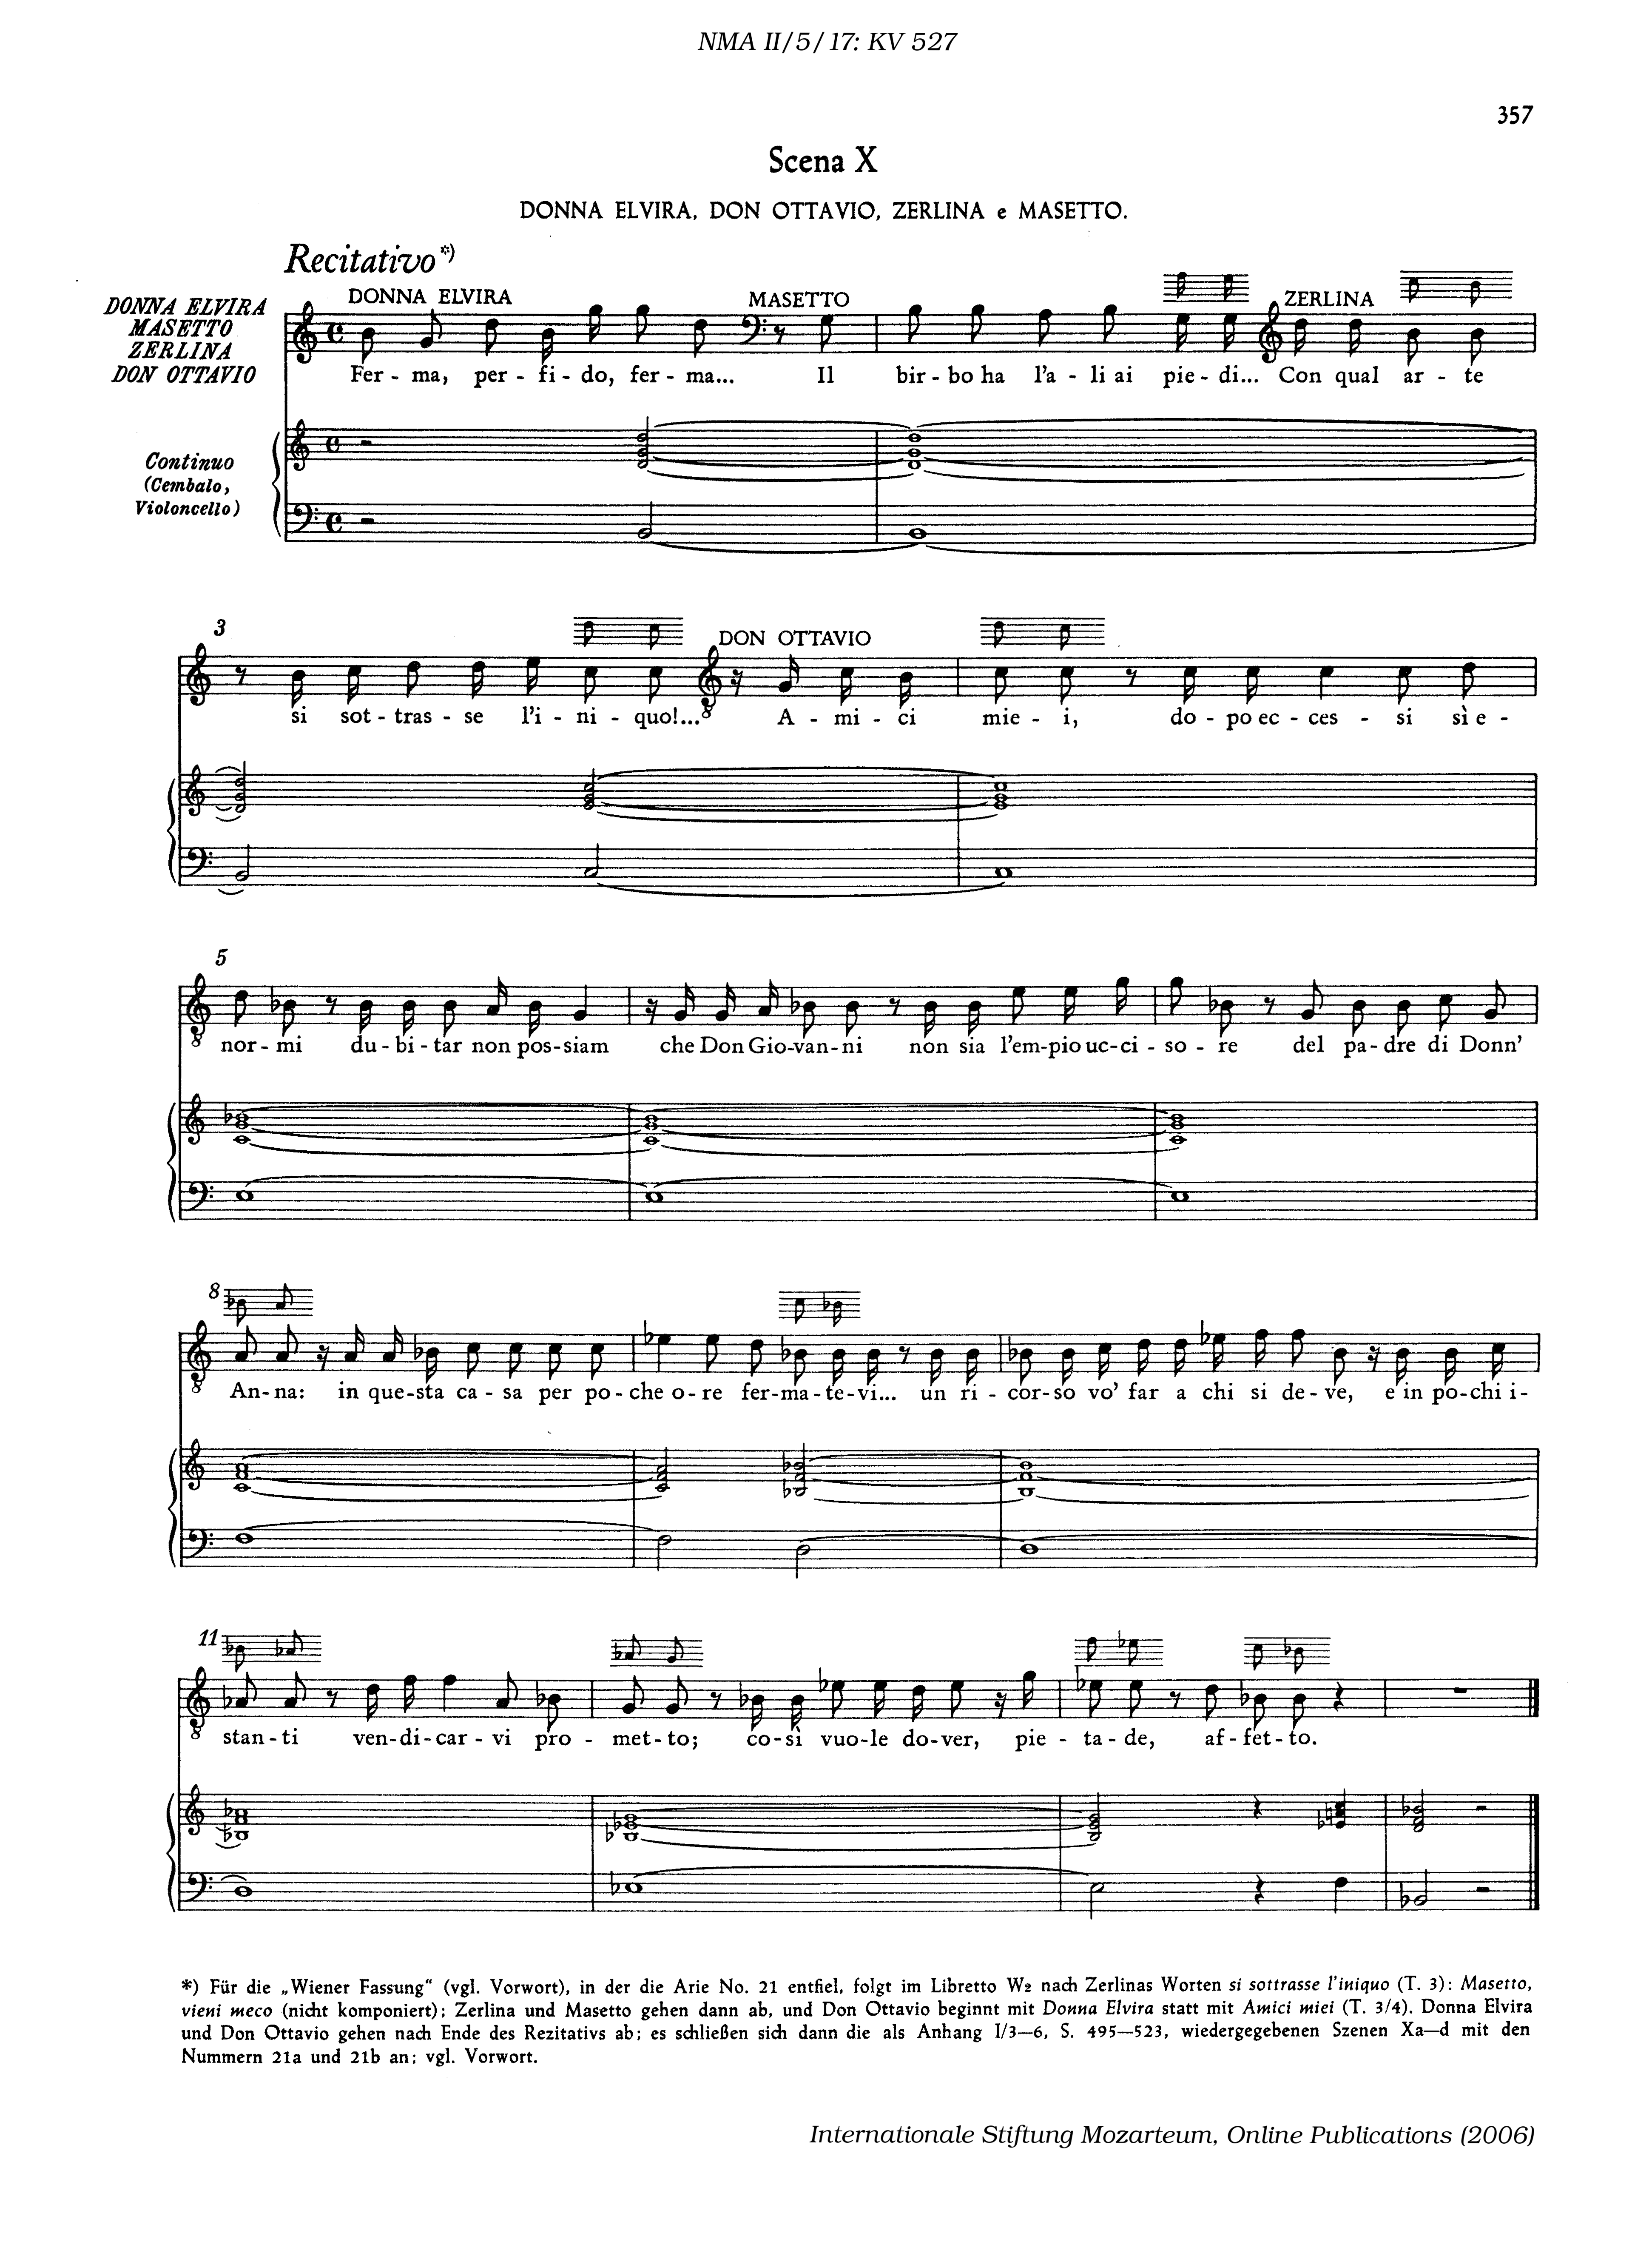 NMA II/5/17: KV 527
357
Scena X
DONNA ELVIRA, DON OTTAVIO, ZERLINA e MASETTO.
Recitativo*)
DONNA ELVIRA
MASETTO
ZERLINA
DON OTTAVIO
DONNA ELVIRA MASETTO ZERLINA
Fer - ma, per - fi - do, fer - ma... Il bir - bo ha l'a - li ai pie - di... Con qual ar - te
Continuo
(Cembalo,
Violoncello)
3
DON OTTAVIO
si sot - tras - se l'i - ni - quo!... A - mi - ci mie - i, do - po ec - ces - si sì e -
5
nor - mi du - bi - tar non pos - siam che Don Gio - van - ni non sia l'em - pio uc - ci - so - re del pa - dre di Donn'
8
An - na: in que - sta ca - sa per po - che o - re fer - ma - te - vi... un ri - cor - so vo' far a chi si de - ve, e in po - chi i -
11
stan - ti ven - di - car - vi pro - met - to; co - sì vuo - le do - ver, pie - ta - de, af - fet - to.
*) Für die „Wiener Fassung“ (vgl. Vorwort), in der die Arie No. 21 entfiel, folgt im Libretto W2 nach Zerlinas Worten si sottrasse l'iniquo (T. 3): Masetto,
vieni meco (nicht komponiert); Zerlina und Masetto gehen dann ab, und Don Ottavio beginnt mit Donna Elvira statt mit Amici miei (T. 3/4). Donna Elvira
und Don Ottavio gehen nach Ende des Rezitativs ab; es schließen sich dann die als Anhang I/3—6, S. 495—523, wiedergegebenen Szenen Xa—d mit den
Nummern 21a und 21b an; vgl. Vorwort.
Internationale Stiftung Mozarteum, Online Publications (2006)